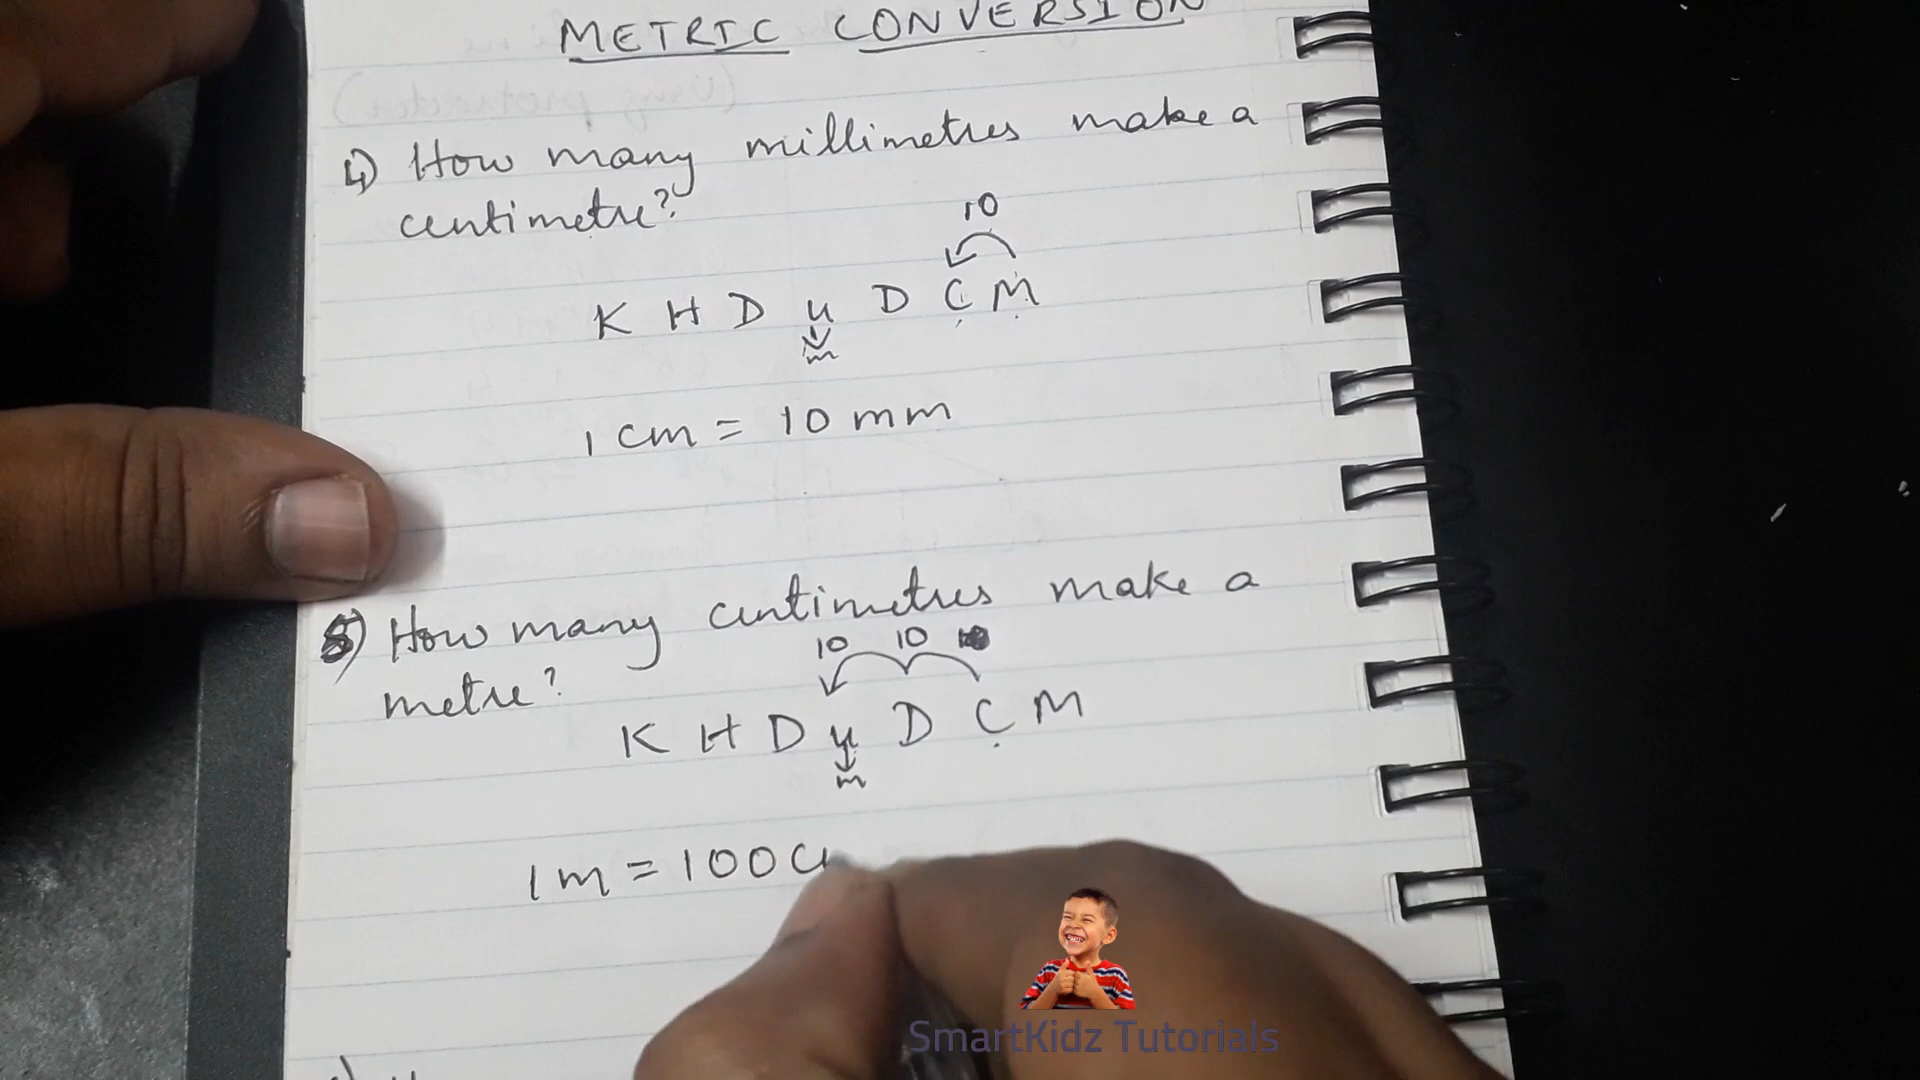 METRIC CONVERSION
4) How many millimetres make a
centimetre?
10
K H D u D C M
m
1 cm = 10 mm
5) How many centimetres make a
10 10
metre?
K H D u D C M
m
1 m = 100 c
SmartKidz Tutorials